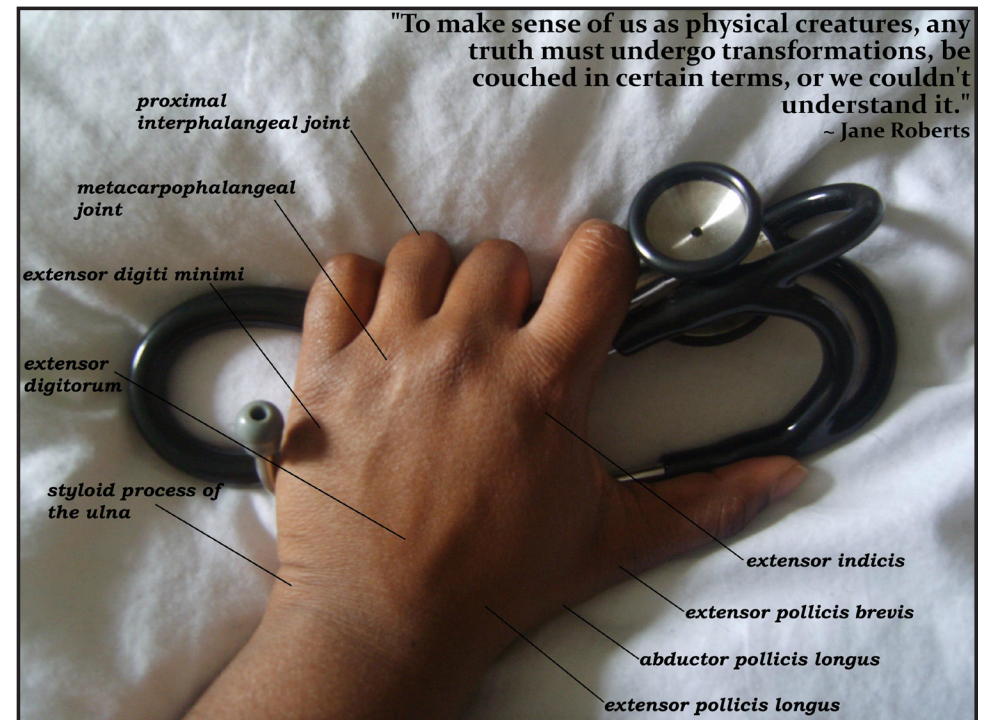 "To make sense of us as physical creatures, any
truth must undergo transformations, be
couched in certain terms, or we couldn't
understand it."
~ Jane Roberts
proximal
interphalangeal joint
metacarpophalangeal
joint
extensor digiti minimi
extensor
digitorum
styloid process of
the ulna
extensor indicis
extensor pollicis brevis
abductor pollicis longus
extensor pollicis longus